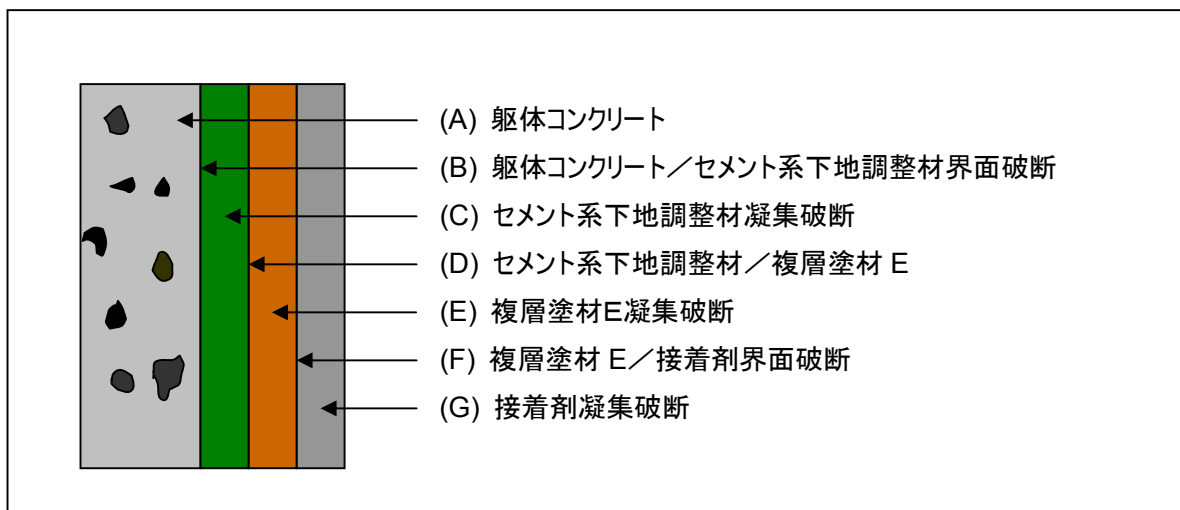 (A) 躯体コンクリート
(B) 躯体コンクリート／セメント系下地調整材界面破断
(C) セメント系下地調整材凝集破断
(D) セメント系下地調整材／複層塗材 E
(E) 複層塗材E凝集破断
(F) 複層塗材 E／接着剤界面破断
(G) 接着剤凝集破断